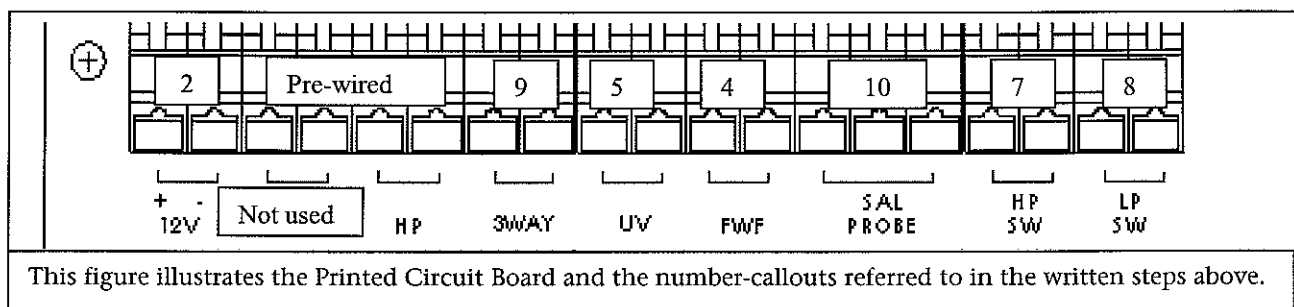 2 Pre-wired 9 5 4 10 7 8
+ - SAL HP LP
12V Not used HP 3WAY UV FWF PROBE SW SW
This figure illustrates the Printed Circuit Board and the number-callouts referred to in the written steps above.